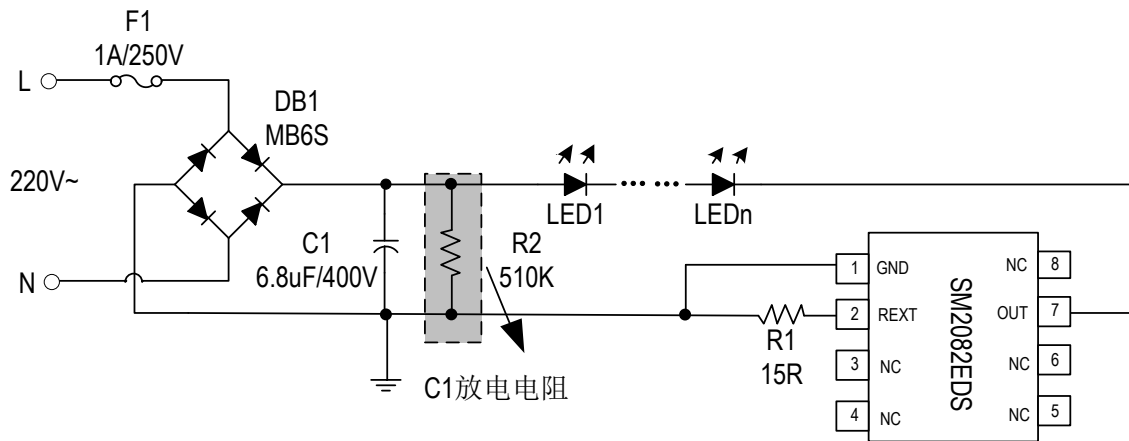 F1
1A/250V
L
DB1
MB6S
220V~
LED1
LEDn
C1
6.8uF/400V
R2
510K
N
1 GND
NC 8
2 REXT
OUT 7
3 NC
NC 6
4 NC
NC 5
SM2082EDS
R1
15R
C1放电电阻